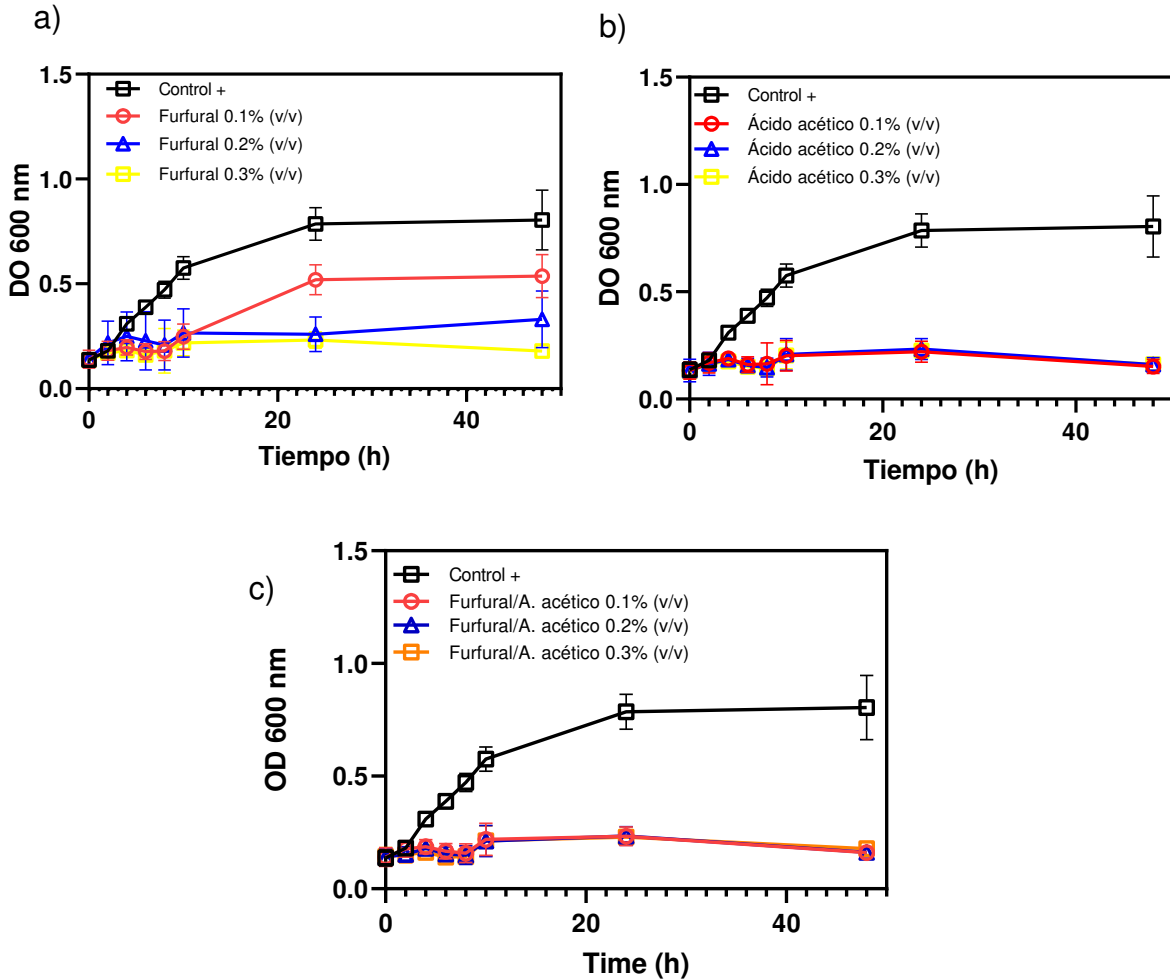 a)
1.5
1.0
0.5
0.0
DO 600 nm
Control +
Furfural 0.1% (v/v)
Furfural 0.2% (v/v)
Furfural 0.3% (v/v)
0 20 40
Tiempo (h)
b)
1.5
1.0
0.5
0.0
DO 600 nm
Control +
Ácido acético 0.1% (v/v)
Ácido acético 0.2% (v/v)
Ácido acético 0.3% (v/v)
0 20 40
Tiempo (h)
c)
1.5
1.0
0.5
0.0
OD 600 nm
Control +
Furfural/A. acético 0.1% (v/v)
Furfural/A. acético 0.2% (v/v)
Furfural/A. acético 0.3% (v/v)
0 20 40
Time (h)